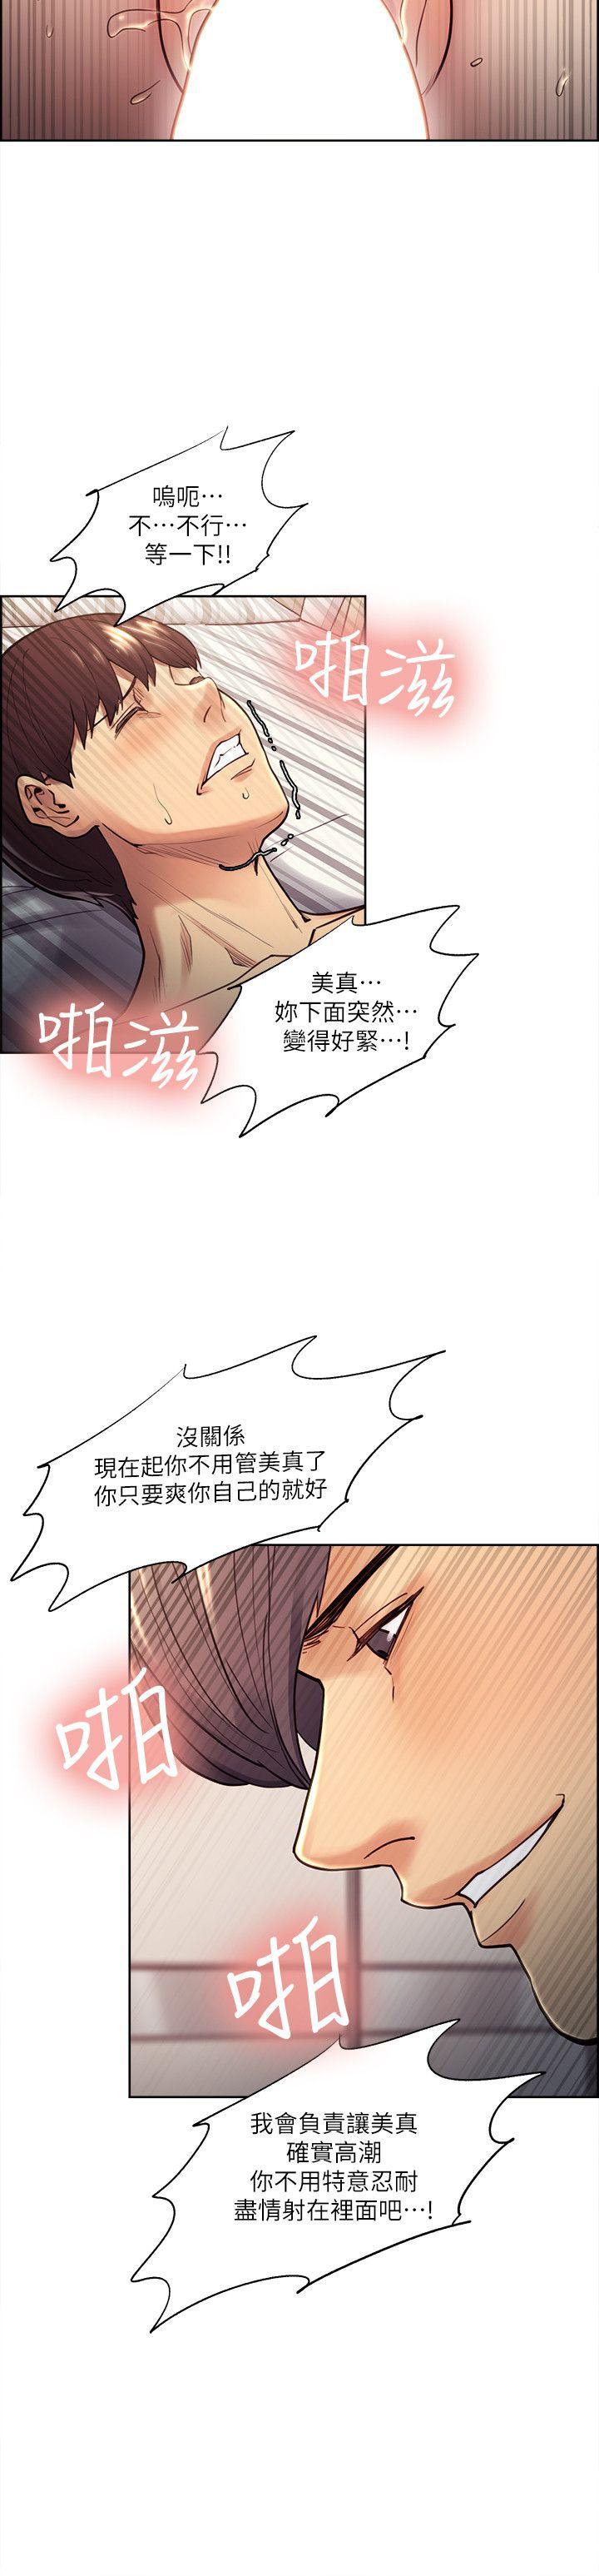 嗚呃…
不…不行…
等一下!!
啪滋
美真…
妳下面突然…
變得好緊…!
啪滋
沒關係
現在起你不用管美真了
你只要爽你自己的就好
啪
啪
我會負責讓美真
確實高潮
你不用特意忍耐
盡情射在裡面吧…!